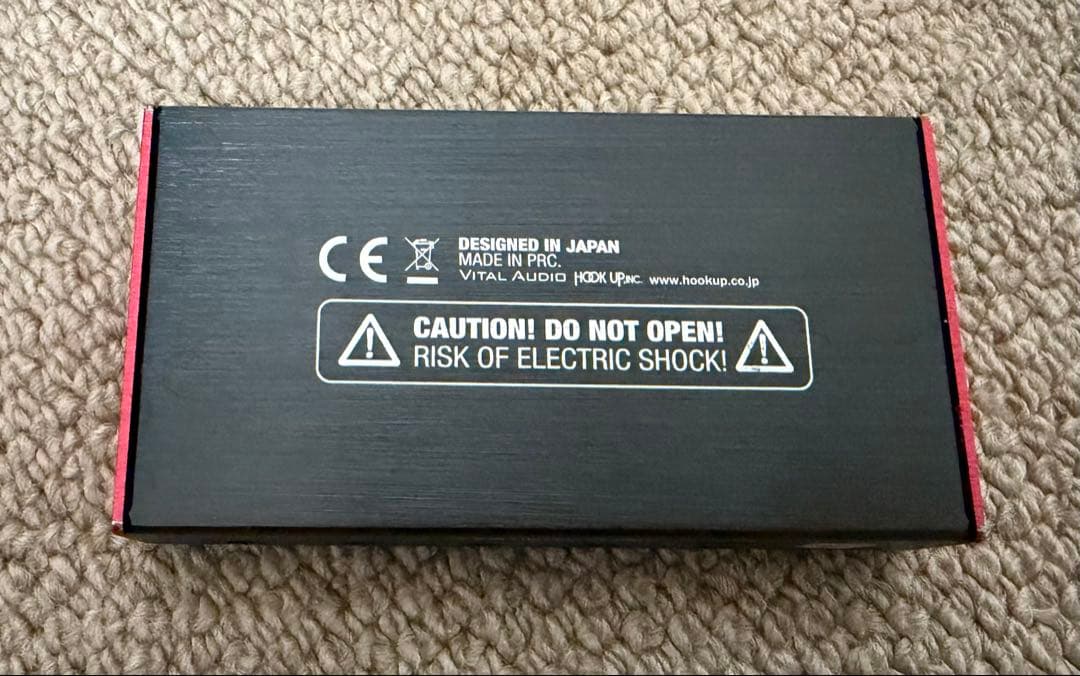 CE DESIGNED IN JAPAN
MADE IN PRC.
VITAL AUDIO HOOK UP,INC. www.hookup.co.jp
CAUTION! DO NOT OPEN!
RISK OF ELECTRIC SHOCK!